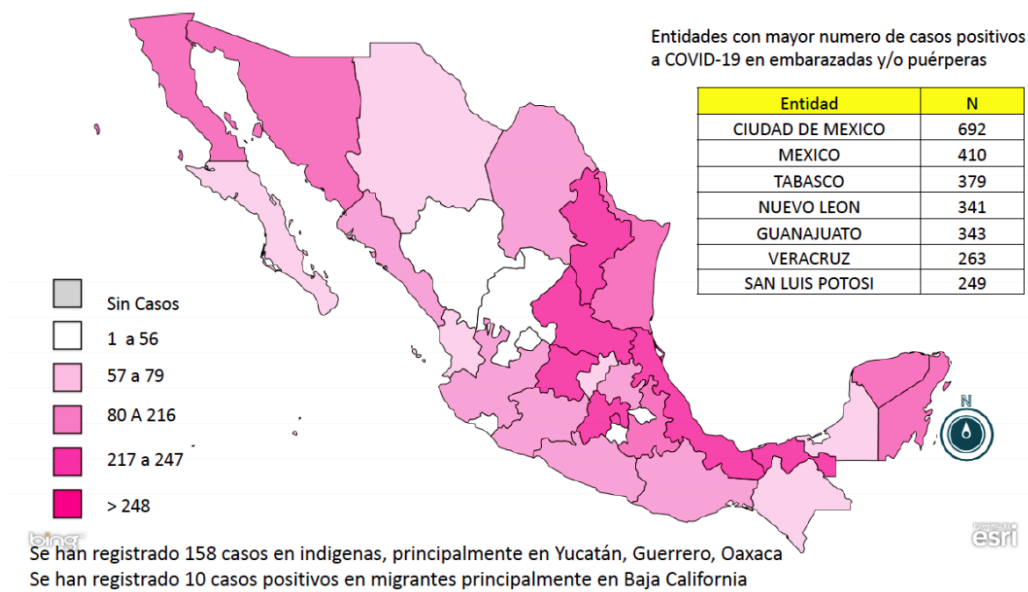 Entidades con mayor numero de casos positivos
a COVID-19 en embarazadas y/o puérperas
Entidad N
CIUDAD DE MEXICO 692
MEXICO 410
TABASCO 379
NUEVO LEON 341
GUANAJUATO 343
VERACRUZ 263
SAN LUIS POTOSI 249
Sin Casos
1 a 56
57 a 79
80 A 216
217 a 247
> 248
N
bing
esri
Se han registrado 158 casos en indigenas, principalmente en Yucatán, Guerrero, Oaxaca
Se han registrado 10 casos positivos en migrantes principalmente en Baja California